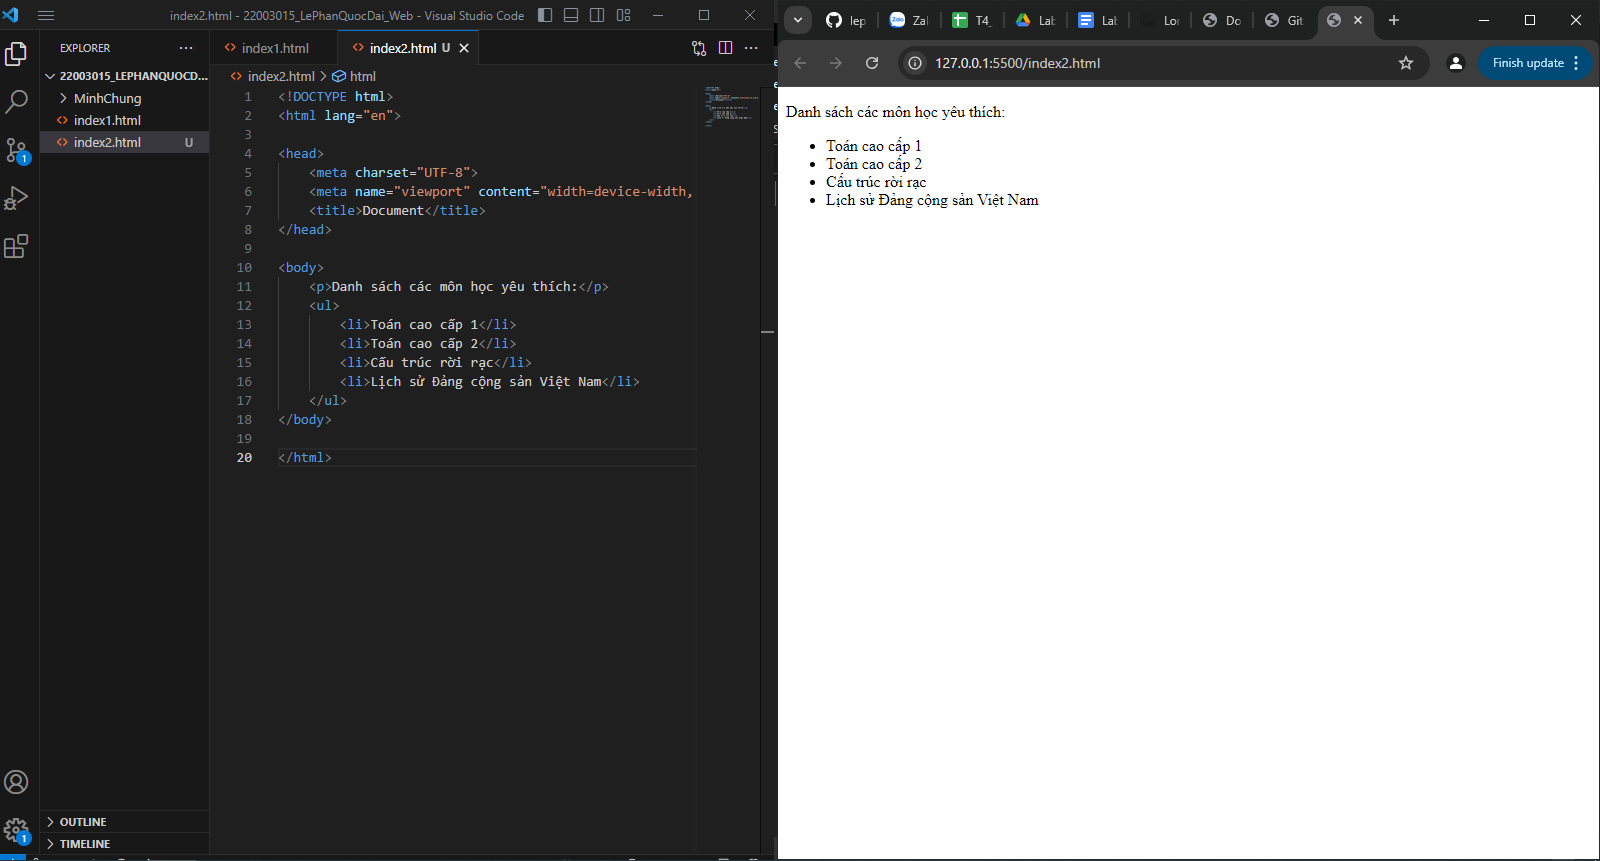 index2.html - 22003015_LePhanQuocDai_Web - Visual Studio Code
EXPLORER
22003015_LEPHANQUOCD...
MinhChung
index1.html
index2.html U
OUTLINE
TIMELINE
1
1
index1.html
index2.html U
index2.html > html
1 <!DOCTYPE html>
2 <html lang="en">
3
4 <head>
5 <meta charset="UTF-8">
6 <meta name="viewport" content="width=device-width,
7 <title>Document</title>
8 </head>
9
10 <body>
11 <p>Danh sách các môn học yêu thích:</p>
12 <ul>
13 <li>Toán cao cấp 1</li>
14 <li>Toán cao cấp 2</li>
15 <li>Cấu trúc rời rạc</li>
16 <li>Lịch sử Đảng cộng sản Việt Nam</li>
17 </ul>
18 </body>
19
20 </html>
lep
Zal
T4_
Lab
Lab
Lor
Do
Git
127.0.0.1:5500/index2.html
Finish update
Danh sách các môn học yêu thích:
• Toán cao cấp 1
• Toán cao cấp 2
• Cấu trúc rời rạc
• Lịch sử Đảng cộng sản Việt Nam